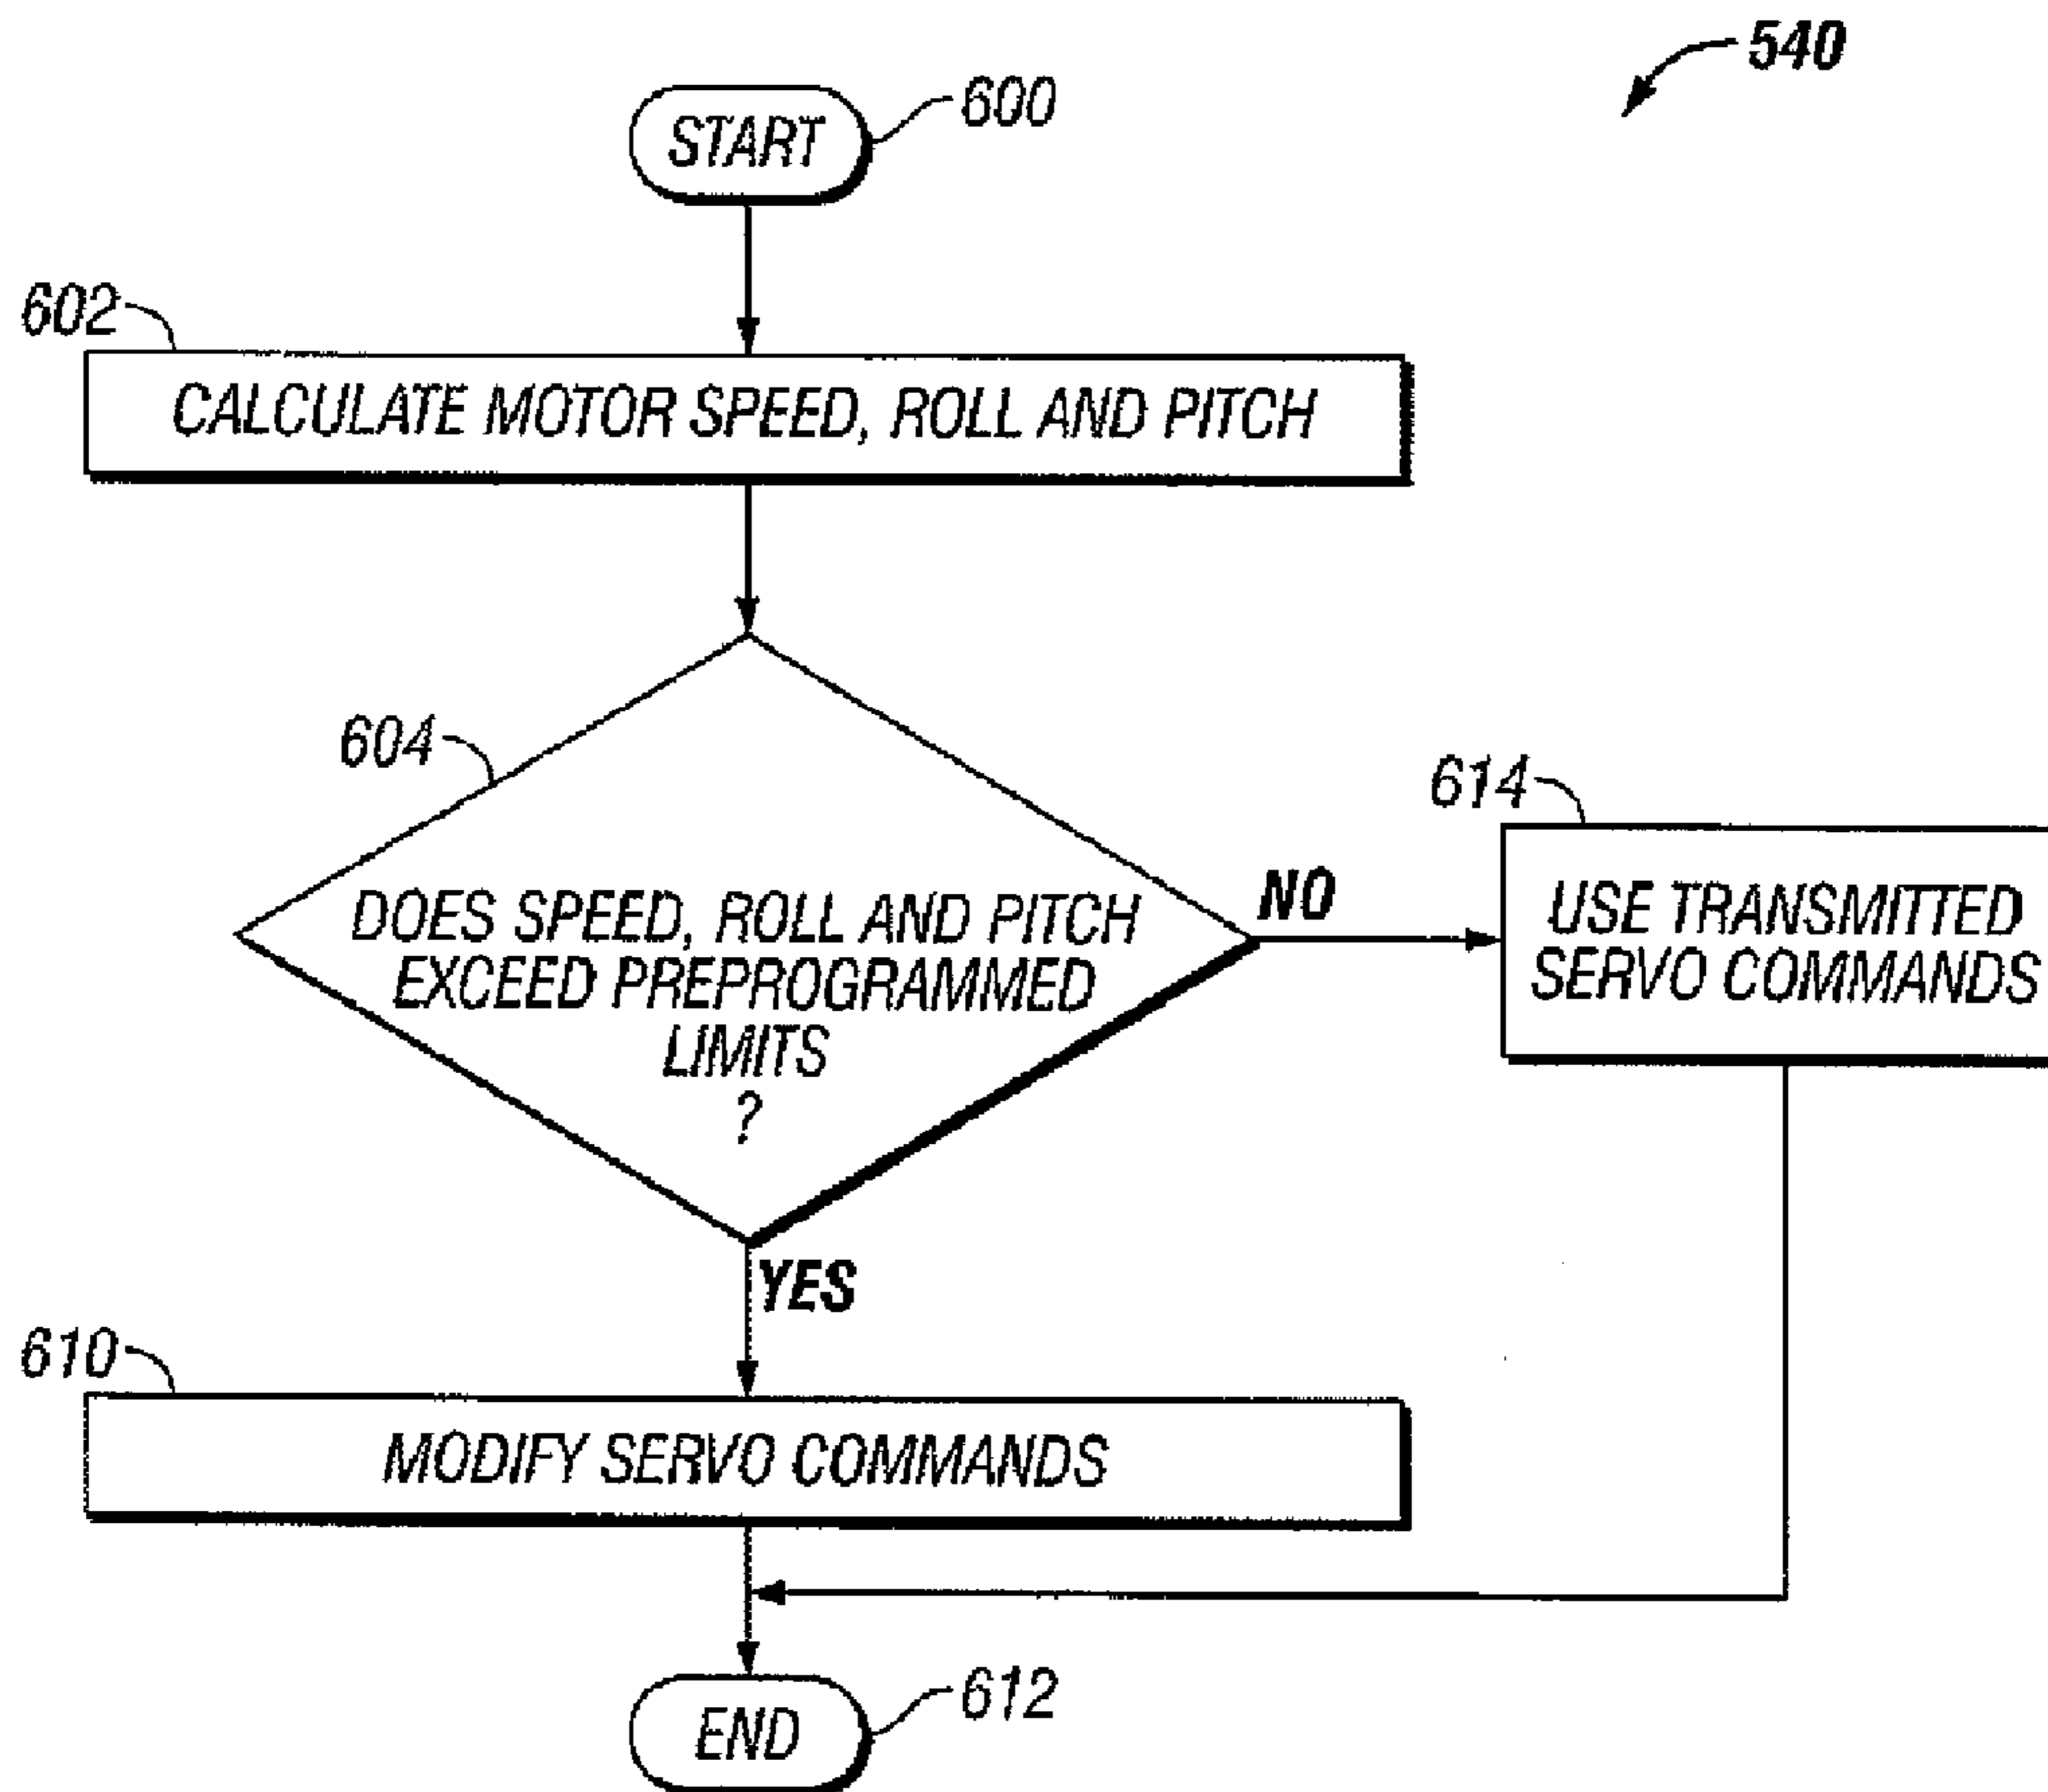 540
START
600
602
CALCULATE MOTOR SPEED, ROLL AND PITCH
604
DOES SPEED, ROLL AND PITCH
EXCEED PREPROGRAMMED
LIMITS
?
NO
614
USE TRANSMITTED
SERVO COMMANDS
YES
610
MODIFY SERVO COMMANDS
END
612